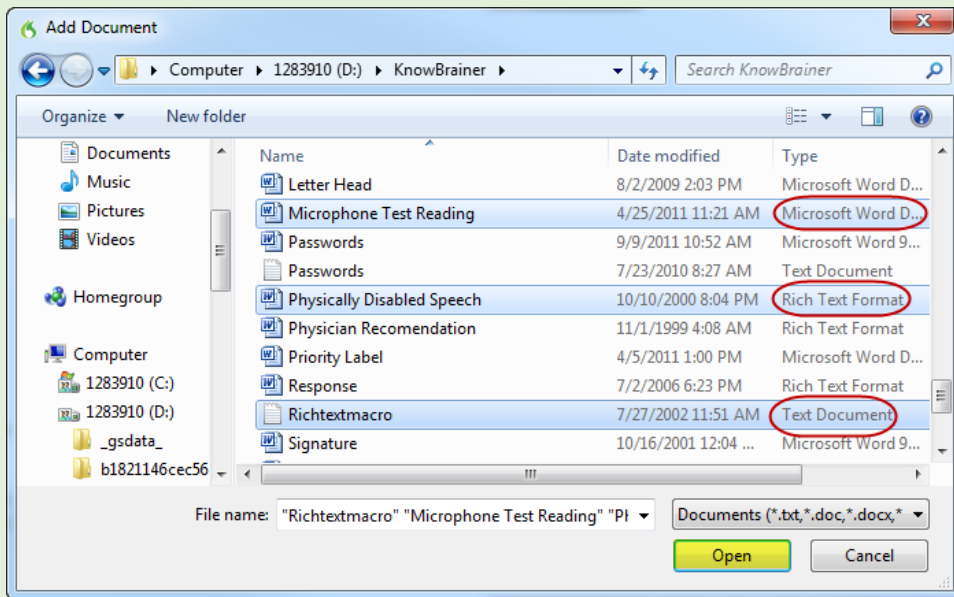 Add Document
Computer 1283910 (D:) KnowBrainer Search KnowBrainer
Organize New folder
Documents Name Date modified Type
Music Letter Head 8/2/2009 2:03 PM Microsoft Word D...
Pictures Microphone Test Reading 4/25/2011 11:21 AM Microsoft Word D...
Videos Passwords 9/9/2011 10:52 AM Microsoft Word 9...
Passwords 7/23/2010 8:27 AM Text Document
Homegroup Physically Disabled Speech 10/10/2000 8:04 PM Rich Text Format
Physician Recomendation 11/1/1999 4:08 AM Rich Text Format
Computer Priority Label 4/5/2011 1:00 PM Microsoft Word D...
1283910 (C:) Response 7/2/2006 6:23 PM Rich Text Format
1283910 (D:) Richtextmacro 7/27/2002 11:51 AM Text Document
_gsdata_ Signature 10/16/2001 12:04 ... Microsoft Word 9...
b1821146cec56
File name: "Richtextmacro" "Microphone Test Reading" "Pl Documents (*.txt,*.doc,*.docx,*
Open Cancel